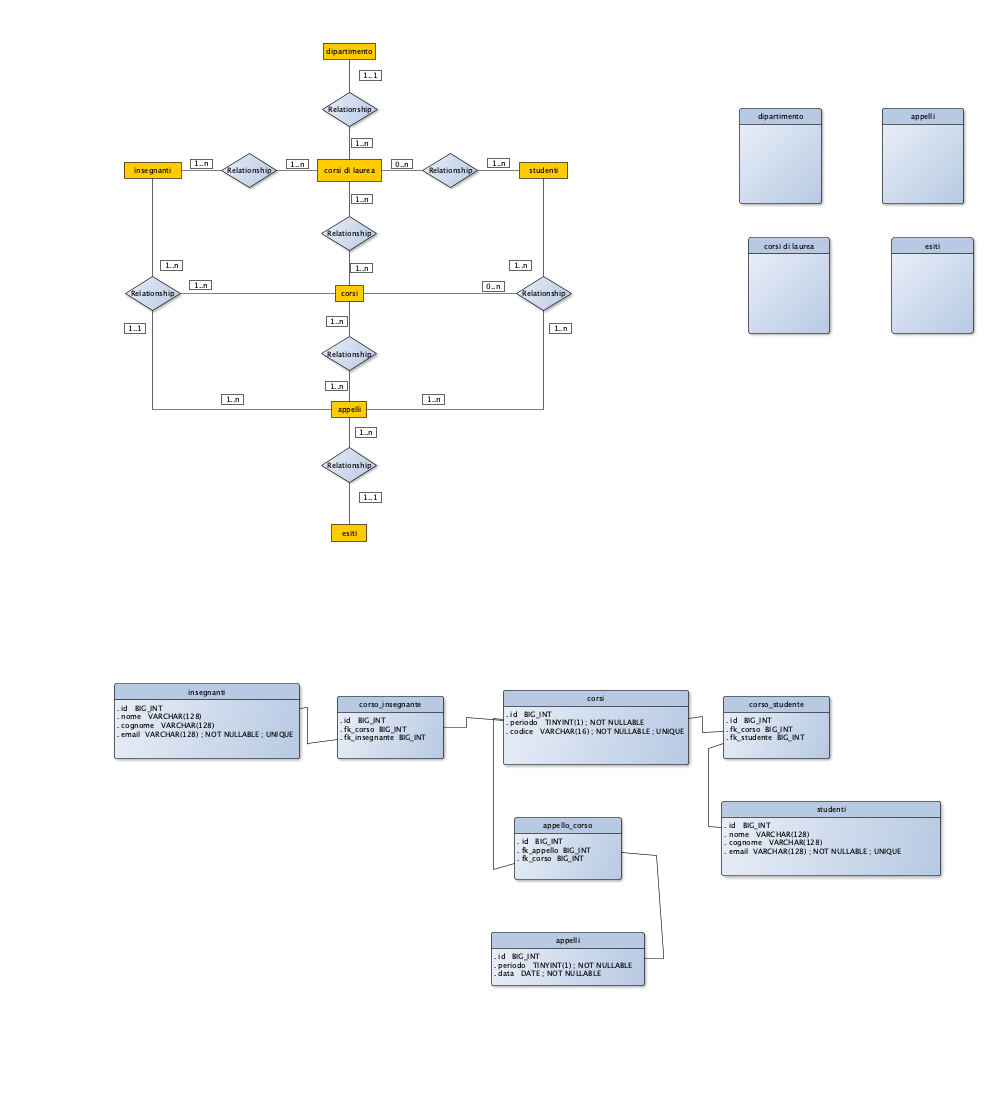 dipartimento
1..1
Relationship
1..n
insegnanti
1..n
Relationship
1..n
corsi di laurea
0..n
Relationship
1..n
studenti
1..n
Relationship
1..n
1..n
Relationship
1..n
1..1
corsi
0..n
1..n
Relationship
1..n
1..n
Relationship
1..n
1..n
appelli
1..n
1..n
Relationship
1..1
esiti
dipartimento
appelli
corsi di laurea
esiti
insegnanti
. id BIG_INT
. nome VARCHAR(128)
. cognome VARCHAR(128)
. email VARCHAR(128) ; NOT NULLABLE ; UNIQUE
corso_insegnante
. id BIG_INT
. fk_corso BIG_INT
. fk_insegnante BIG_INT
corsi
. id BIG_INT
. periodo TINYINT(1) ; NOT NULLABLE
. codice VARCHAR(16) ; NOT NULLABLE ; UNIQUE
corso_studente
. id BIG_INT
. fk_corso BIG_INT
. fk_studente BIG_INT
studenti
. id BIG_INT
. nome VARCHAR(128)
. cognome VARCHAR(128)
. email VARCHAR(128) ; NOT NULLABLE ; UNIQUE
appello_corso
. id BIG_INT
. fk_appello BIG_INT
. fk_corso BIG_INT
appelli
. id BIG_INT
. periodo TINYINT(1) ; NOT NULLABLE
. data DATE ; NOT NULLABLE